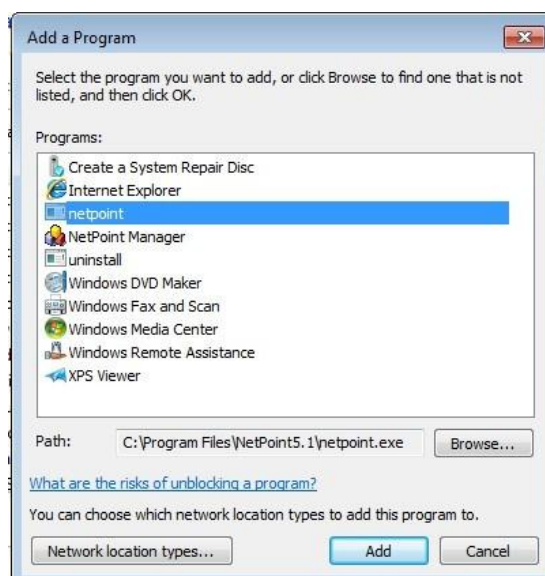 Add a Program
Select the program you want to add, or click Browse to find one that is not
listed, and then click OK.
Programs:
Create a System Repair Disc
Internet Explorer
netpoint
NetPoint Manager
uninstall
Windows DVD Maker
Windows Fax and Scan
Windows Media Center
Windows Remote Assistance
XPS Viewer
Path: C:\Program Files\NetPoint5.1\netpoint.exe Browse...
What are the risks of unblocking a program?
You can choose which network location types to add this program to.
Network location types... Add Cancel